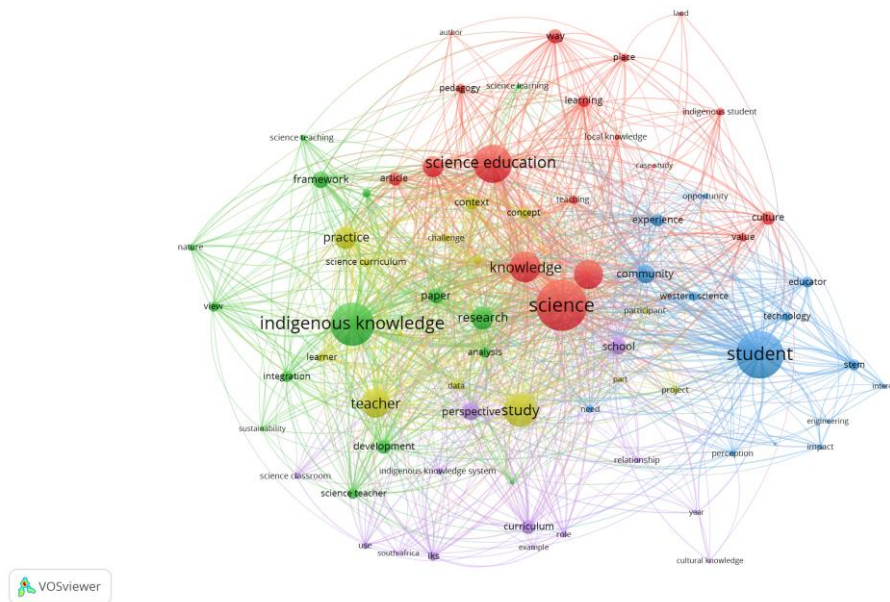 land
author
way
place
science learning
pedagogy
learning
indigenous student
science teaching
local knowledge
science education
case study
framework
article
opportunity
teaching
context
concept
experience
culture
practice
challenge
value
nature
science curriculum
knowledge
community
educator
paper
western science
view
science
participant
technology
indigenous knowledge
research
school
student
learner
analysis
stem
integration
data
part
project
teacher
perspective
study
need
engineering
sustainability
development
impact
perception
science classroom
indigenous knowledge system
relationship
science teacher
year
curriculum
role
use
south africa
iks
example
cultural knowledge
VOSviewer